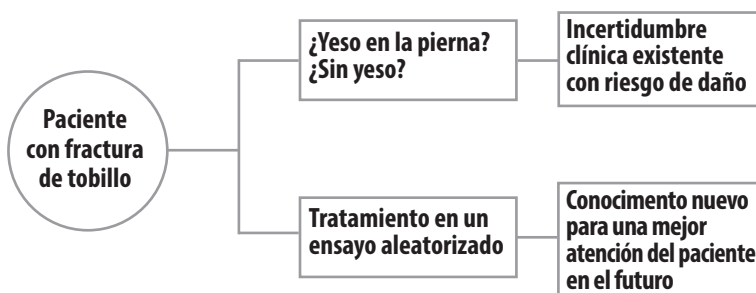 Paciente
con fractura
de tobillo
¿Yeso en la pierna?
¿Sin yeso?
Incertidumbre
clínica existente
con riesgo de daño
Tratamiento en un
ensayo aleatorizado
Conocimento nuevo
para una mejor
atención del paciente
en el futuro